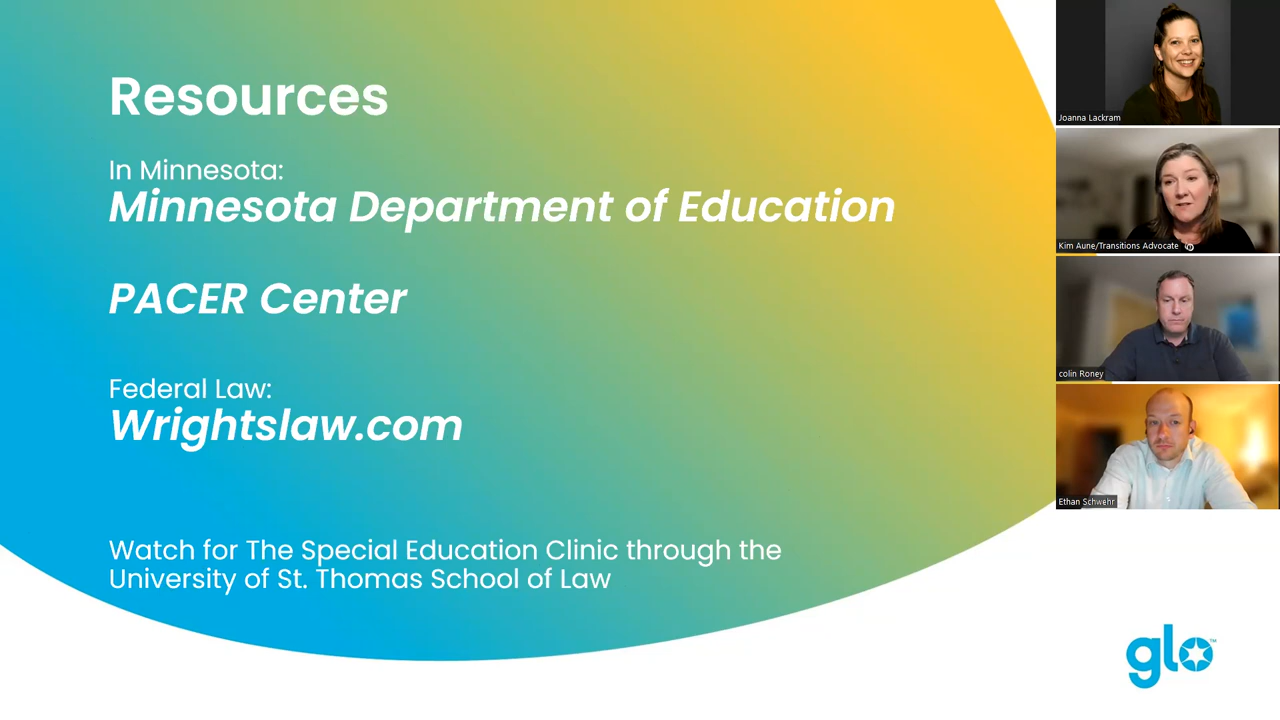 Resources
In Minnesota:
Minnesota Department of Education
PACER Center
Federal Law:
Wrightslaw.com
Watch for The Special Education Clinic through the
University of St. Thomas School of Law
Joanna Lackram
Kim Aune/Transitions Advocate
colin Roney
Ethan Schwehr
glo™